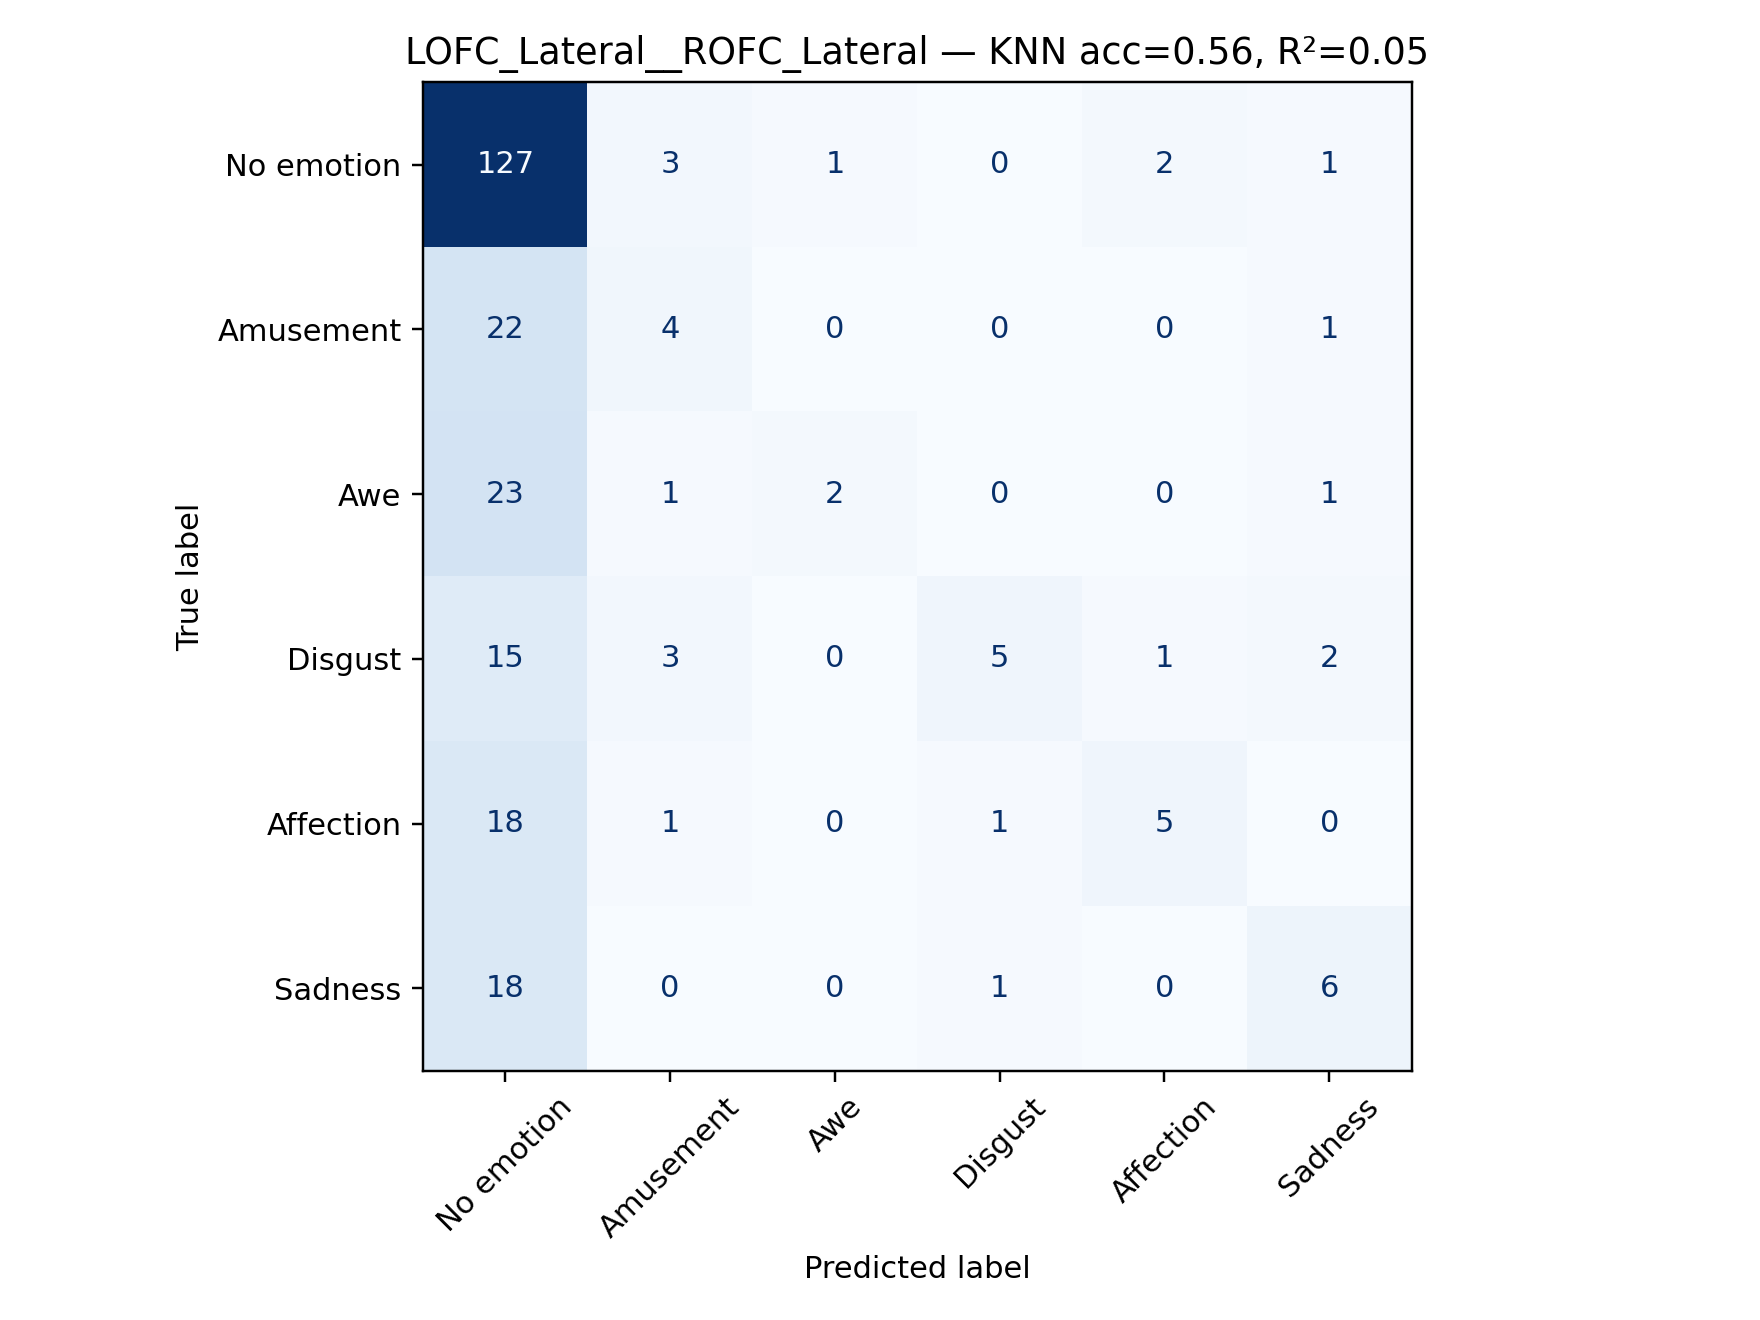 LOFC_Lateral__ROFC_Lateral — KNN acc=0.56, R²=0.05
True label
No emotion 127 3 1 0 2 1
Amusement 22 4 0 0 0 1
Awe 23 1 2 0 0 1
Disgust 15 3 0 5 1 2
Affection 18 1 0 1 5 0
Sadness 18 0 0 1 0 6
No emotion Amusement Awe Disgust Affection Sadness
Predicted label